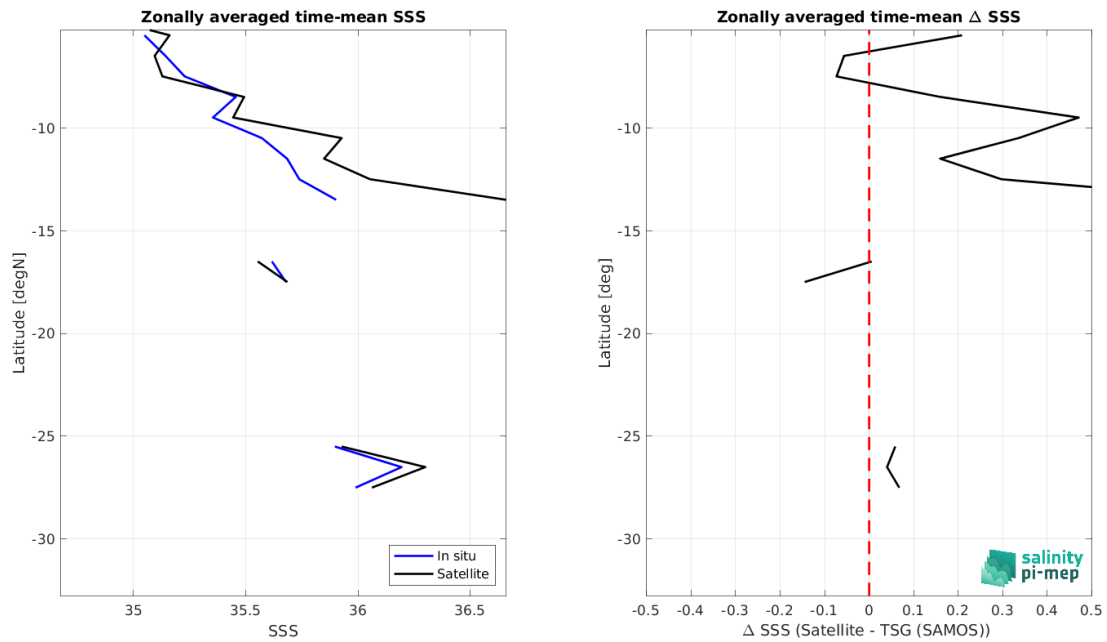 Zonally averaged time-mean SSS
Latitude [degN]
-10
-15
-20
-25
-30
35
35.5
36
36.5
SSS
In situ
Satellite
Zonally averaged time-mean Δ SSS
Latitude [deg]
-10
-15
-20
-25
-30
-0.5
-0.4
-0.3
-0.2
-0.1
0
0.1
0.2
0.3
0.4
0.5
Δ SSS (Satellite - TSG (SAMOS))
salinity
pi-mep